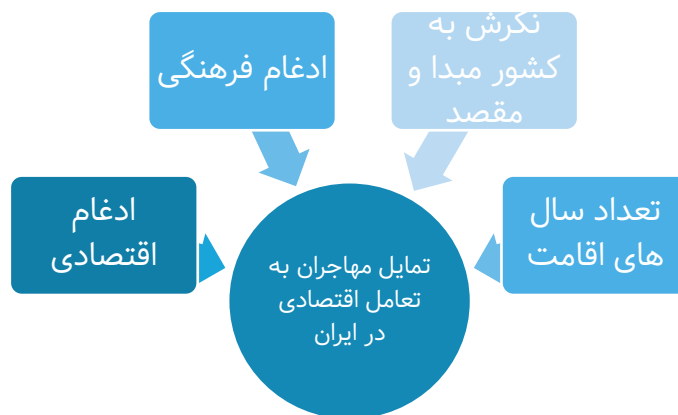 نگرش به
کشور مبدا و
مقصد
ادغام فرهنگی
تعداد سال
های اقامت
ادغام
اقتصادی
تمایل مهاجران به
تعامل اقتصادی
در ایران